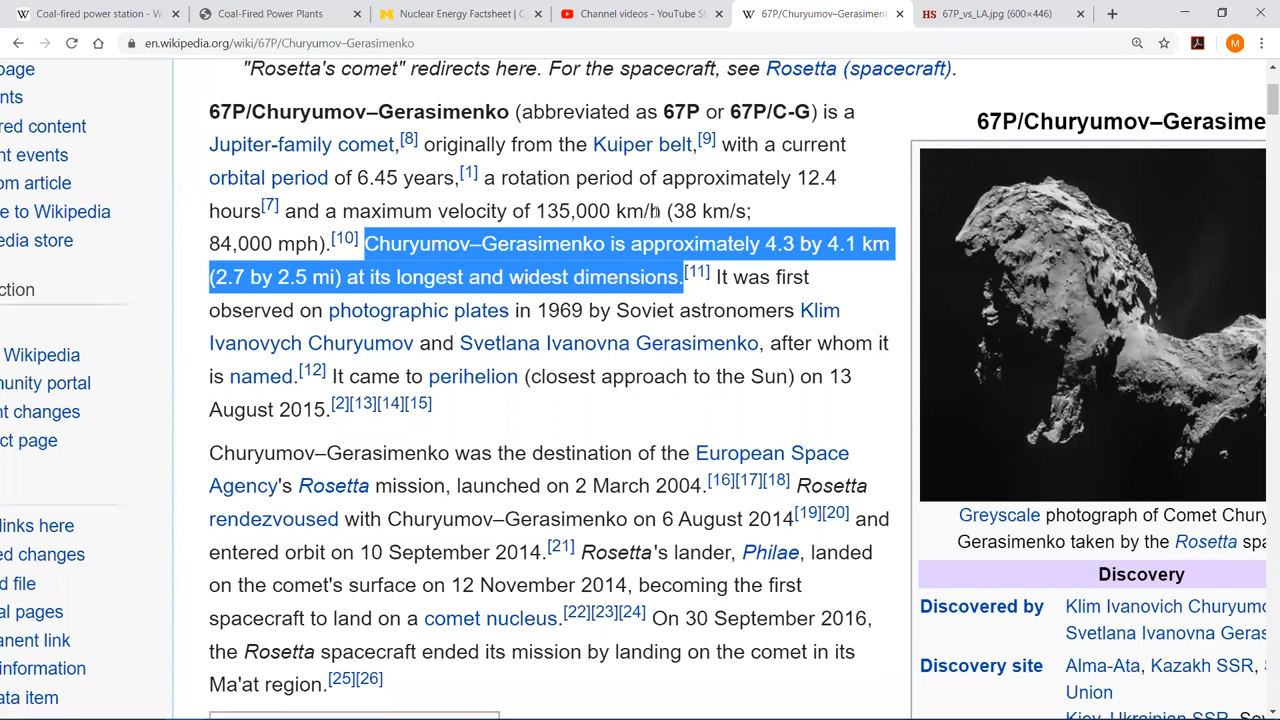 Coal-fired power station - W
Coal-Fired Power Plants
Nuclear Energy Factsheet | C
Channel videos - YouTube S
67P/Churyumov–Gerasimen
67P_vs_LA.jpg (600×446)
en.wikipedia.org/wiki/67P/Churyumov–Gerasimenko
M
page
nts
red content
nt events
om article
e to Wikipedia
edia store
ction
Wikipedia
munity portal
nt changes
ct page
links here
ed changes
d file
al pages
anent link
information
ata item
"Rosetta's comet" redirects here. For the spacecraft, see Rosetta (spacecraft).
67P/Churyumov–Gerasimenko (abbreviated as 67P or 67P/C-G) is a
Jupiter-family comet,[8] originally from the Kuiper belt,[9] with a current
orbital period of 6.45 years,[1] a rotation period of approximately 12.4
hours[7] and a maximum velocity of 135,000 km/h (38 km/s;
84,000 mph).[10] Churyumov–Gerasimenko is approximately 4.3 by 4.1 km
(2.7 by 2.5 mi) at its longest and widest dimensions.[11] It was first
observed on photographic plates in 1969 by Soviet astronomers Klim
Ivanovych Churyumov and Svetlana Ivanovna Gerasimenko, after whom it
is named.[12] It came to perihelion (closest approach to the Sun) on 13
August 2015.[2][13][14][15]
Churyumov–Gerasimenko was the destination of the European Space
Agency's Rosetta mission, launched on 2 March 2004.[16][17][18] Rosetta
rendezvoused with Churyumov–Gerasimenko on 6 August 2014[19][20] and
entered orbit on 10 September 2014.[21] Rosetta's lander, Philae, landed
on the comet's surface on 12 November 2014, becoming the first
spacecraft to land on a comet nucleus.[22][23][24] On 30 September 2016,
the Rosetta spacecraft ended its mission by landing on the comet in its
Ma'at region.[25][26]
67P/Churyumov–Gerasime
Greyscale photograph of Comet Chury
Gerasimenko taken by the Rosetta spa
Discovery
Discovered by Klim Ivanovich Churyumo
Svetlana Ivanovna Geras
Discovery site Alma-Ata, Kazakh SSR,
Union
Kiev, Ukrainian SSR, Sov